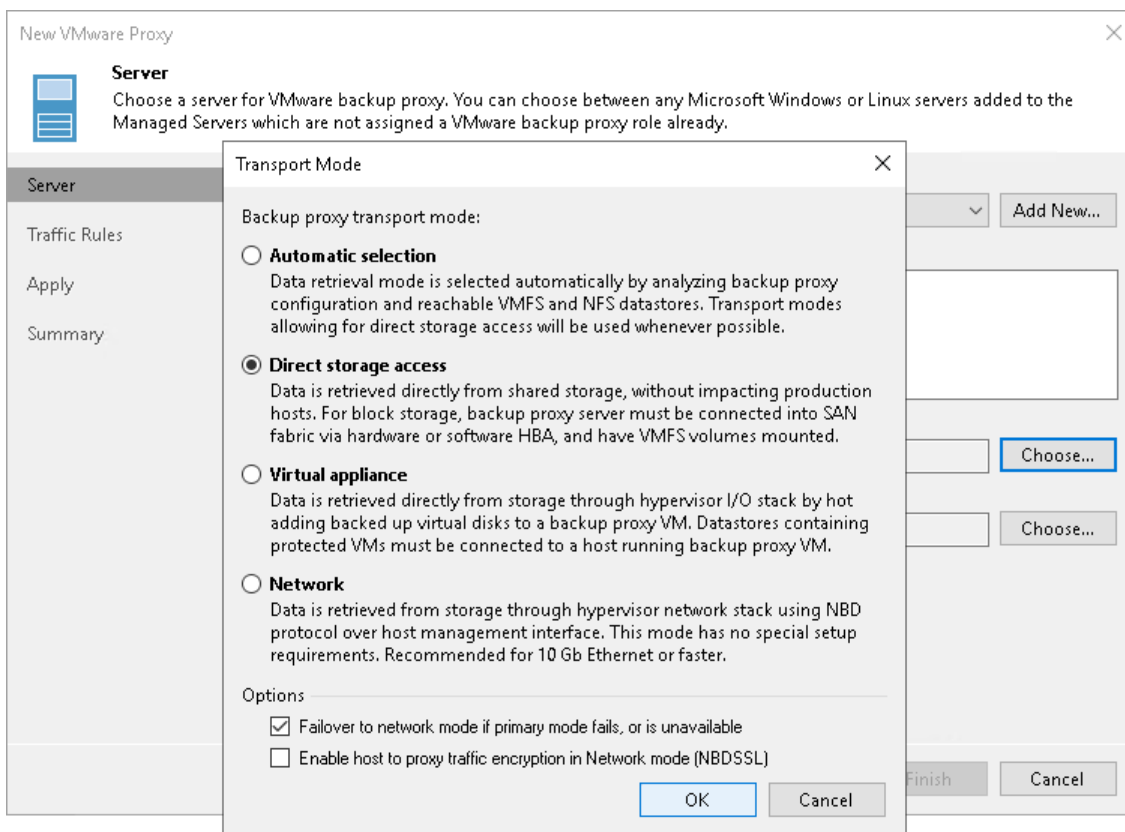 New VMware Proxy
Server
Choose a server for VMware backup proxy. You can choose between any Microsoft Windows or Linux servers added to the
Managed Servers which are not assigned a VMware backup proxy role already.
Transport Mode
Server
Traffic Rules
Apply
Summary
Add New...
Choose...
Choose...
Backup proxy transport mode:
Automatic selection
Data retrieval mode is selected automatically by analyzing backup proxy
configuration and reachable VMFS and NFS datastores. Transport modes
allowing for direct storage access will be used whenever possible.
Direct storage access
Data is retrieved directly from shared storage, without impacting production
hosts. For block storage, backup proxy server must be connected into SAN
fabric via hardware or software HBA, and have VMFS volumes mounted.
Virtual appliance
Data is retrieved directly from storage through hypervisor I/O stack by hot
adding backed up virtual disks to a backup proxy VM. Datastores containing
protected VMs must be connected to a host running backup proxy VM.
Network
Data is retrieved from storage through hypervisor network stack using NBD
protocol over host management interface. This mode has no special setup
requirements. Recommended for 10 Gb Ethernet or faster.
Options
Failover to network mode if primary mode fails, or is unavailable
Enable host to proxy traffic encryption in Network mode (NBDSSL)
OK
Cancel
Finish
Cancel